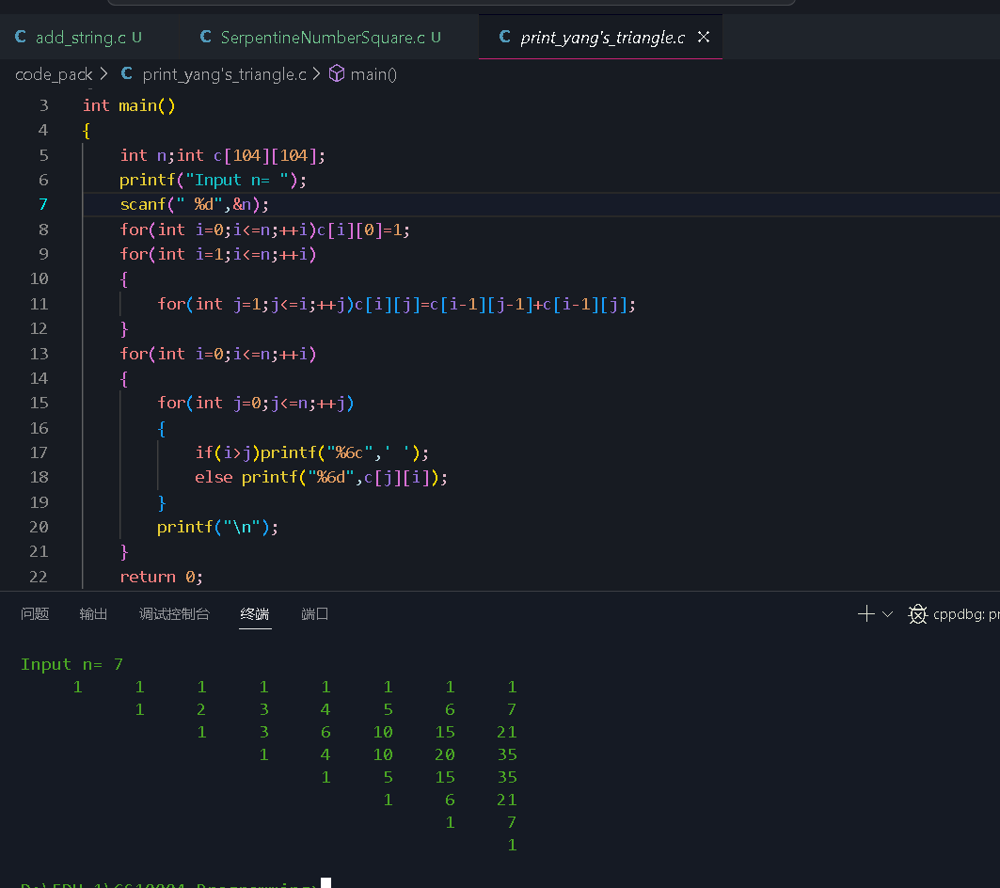 C add_string.c U C SerpentineNumberSquare.c U C print_yang's_triangle.c ×
code_pack > C print_yang's_triangle.c > main()
3 int main()
4 {
5 int n;int c[104][104];
6 printf("Input n= ");
7 scanf(" %d",&n);
8 for(int i=0;i<=n;++i)c[i][0]=1;
9 for(int i=1;i<=n;++i)
10 {
11 for(int j=1;j<=i;++j)c[i][j]=c[i-1][j-1]+c[i-1][j];
12 }
13 for(int i=0;i<=n;++i)
14 {
15 for(int j=0;j<=n;++j)
16 {
17 if(i>j)printf("%6c",' ');
18 else printf("%6d",c[j][i]);
19 }
20 printf("\n");
21 }
22 return 0;
问题 输出 调试控制台 终端 端口 cppdbg: pr
Input n= 7
1 1 1 1 1 1 1 1
1 2 3 4 5 6 7
1 3 6 10 15 21
1 4 10 20 35
1 5 15 35
1 6 21
1 7
1